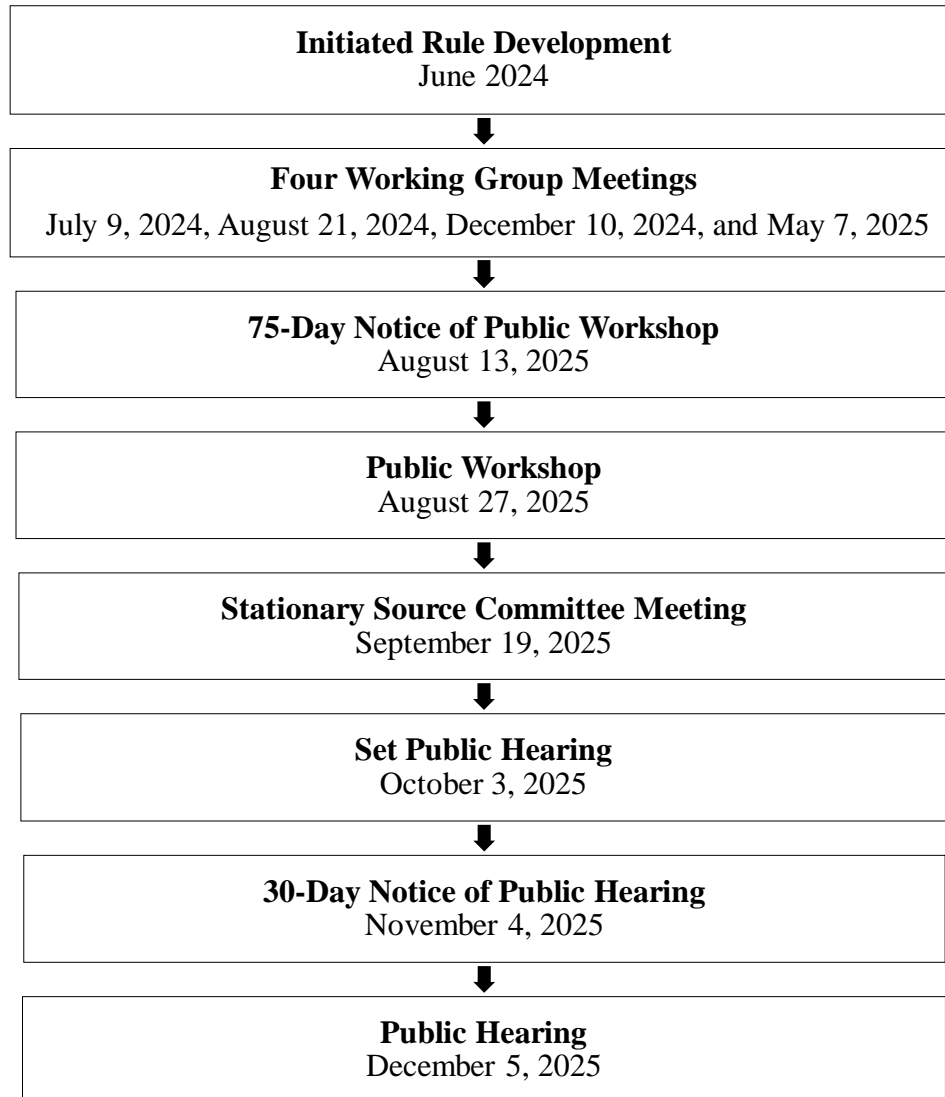 Initiated Rule Development
June 2024
Four Working Group Meetings
July 9, 2024, August 21, 2024, December 10, 2024, and May 7, 2025
75-Day Notice of Public Workshop
August 13, 2025
Public Workshop
August 27, 2025
Stationary Source Committee Meeting
September 19, 2025
Set Public Hearing
October 3, 2025
30-Day Notice of Public Hearing
November 4, 2025
Public Hearing
December 5, 2025